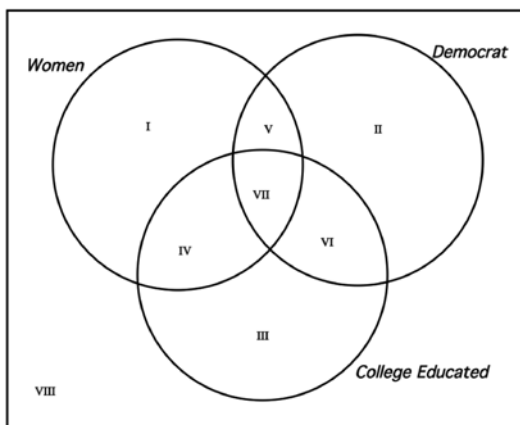 Democrat
Women
I
V
II
VII
IV
VI
III
College Educated
VIII